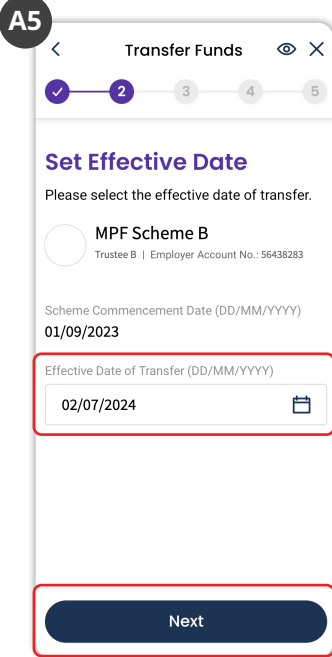 A5
Transfer Funds
2 3 4 5
Set Effective Date
Please select the effective date of transfer.
MPF Scheme B
Trustee B | Employer Account No.: 56438283
Scheme Commencement Date (DD/MM/YYYY)
01/09/2023
Effective Date of Transfer (DD/MM/YYYY)
02/07/2024
Next